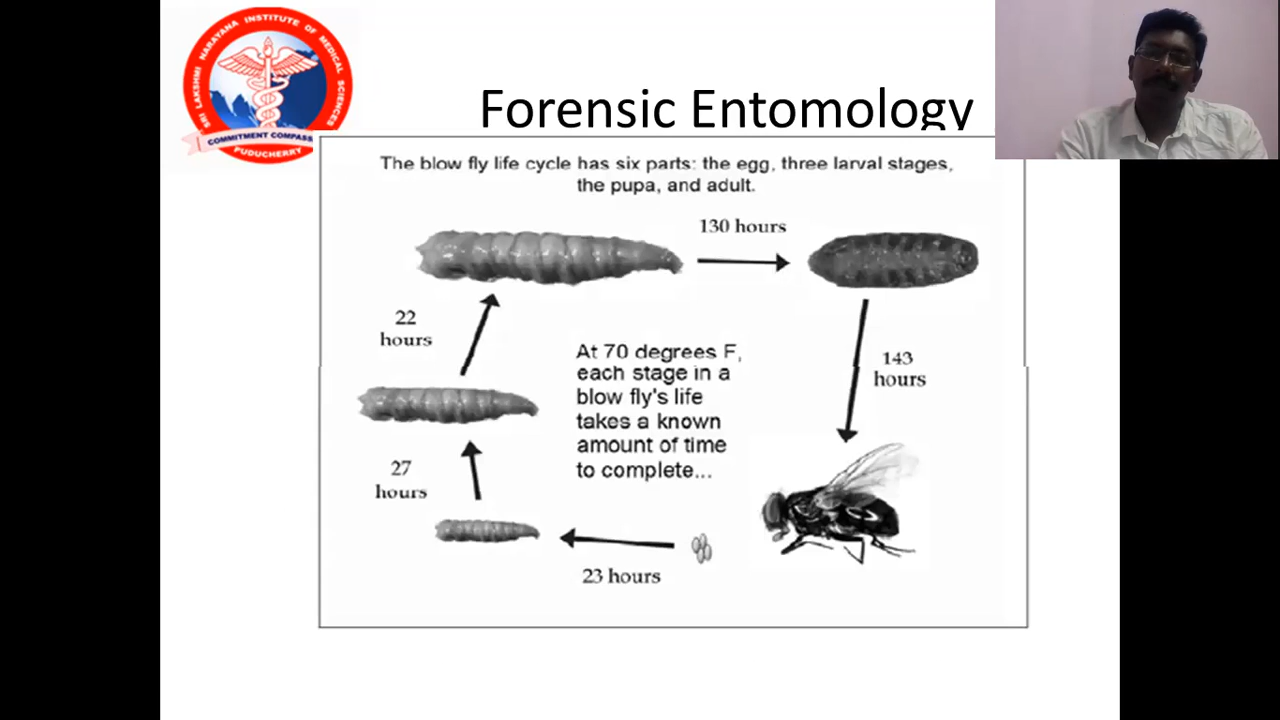 SRI LAKSHMI NARAYANA INSTITUTE OF MEDICAL SCIENCES
COMMITMENT COMPASS
PUDUCHERRY
Forensic Entomology
The blow fly life cycle has six parts: the egg, three larval stages,
the pupa, and adult.
130 hours
22
hours
At 70 degrees F,
each stage in a
blow fly's life
takes a known
amount of time
to complete...
143
hours
27
hours
23 hours